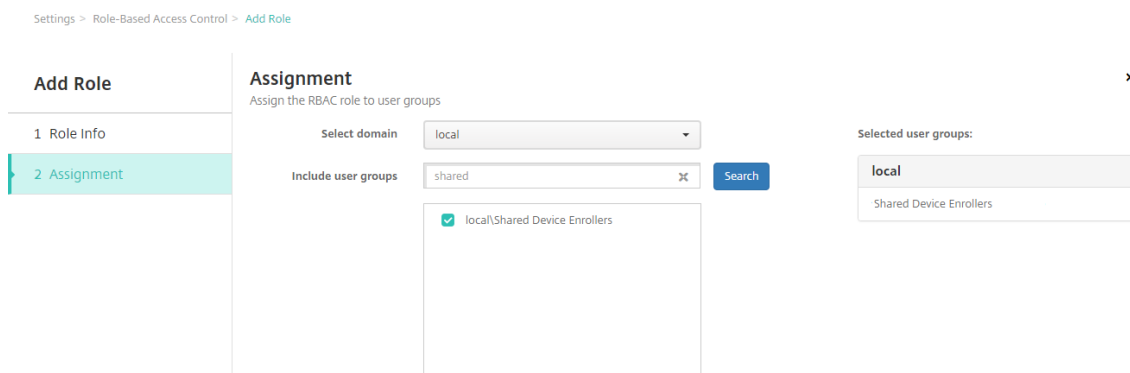 Settings > Role-Based Access Control > Add Role
Add Role
1 Role Info
2 Assignment
Assignment
Assign the RBAC role to user groups
Select domain
local
Include user groups
shared
Search
local\Shared Device Enrollers
Selected user groups:
local
Shared Device Enrollers